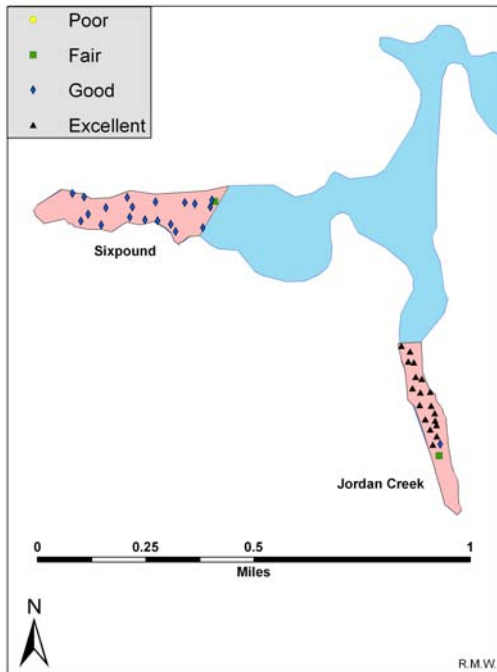 Poor
Fair
Good
Excellent
Sixpound
Jordan Creek
0 0.25 0.5 1
Miles
N
R.M.W.